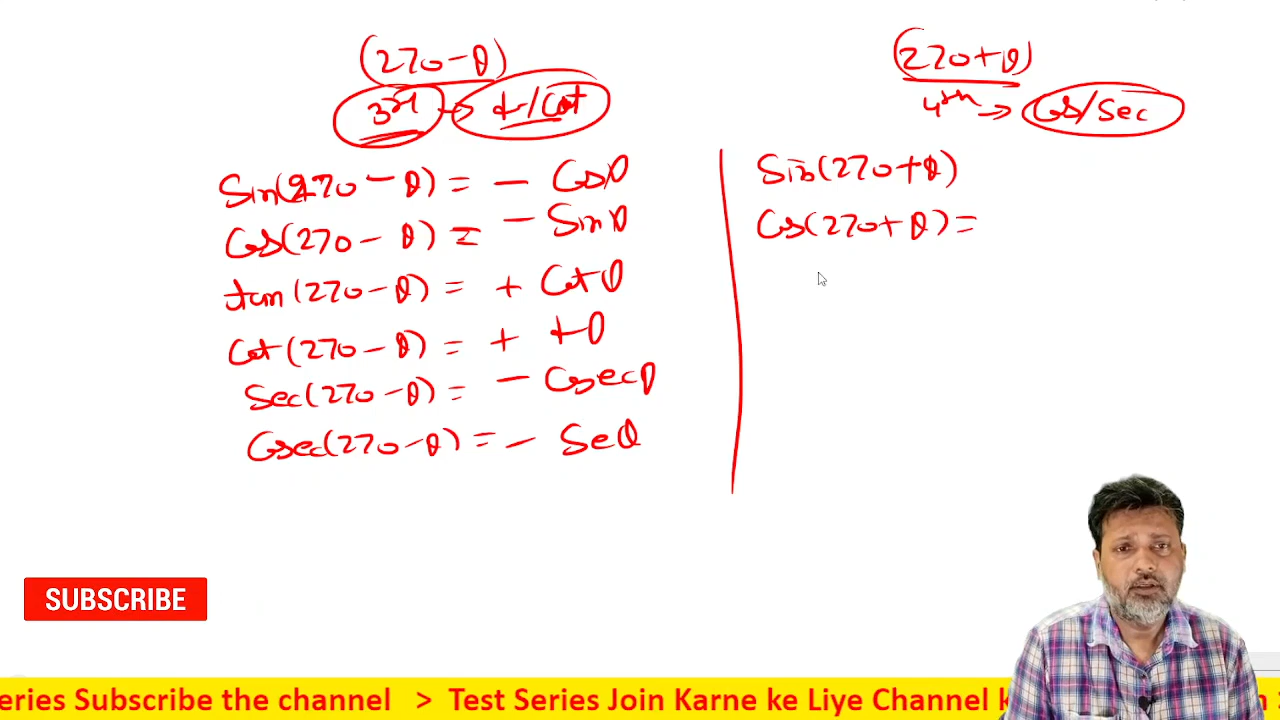 (270-θ)
3rd → t/Cot
Sin(270-θ) = - Cosθ
Cos(270-θ) = - Sinθ
tan(270-θ) = + Cotθ
Cot(270-θ) = + tθ
Sec(270-θ) = - Cosecθ
Cosec(270-θ) = - Secθ
(270+θ)
4th → Cos/Sec
Sin(270+θ)
Cos(270+θ) =
SUBSCRIBE
eries Subscribe the channel > Test Series Join Karne ke Liye Channel k